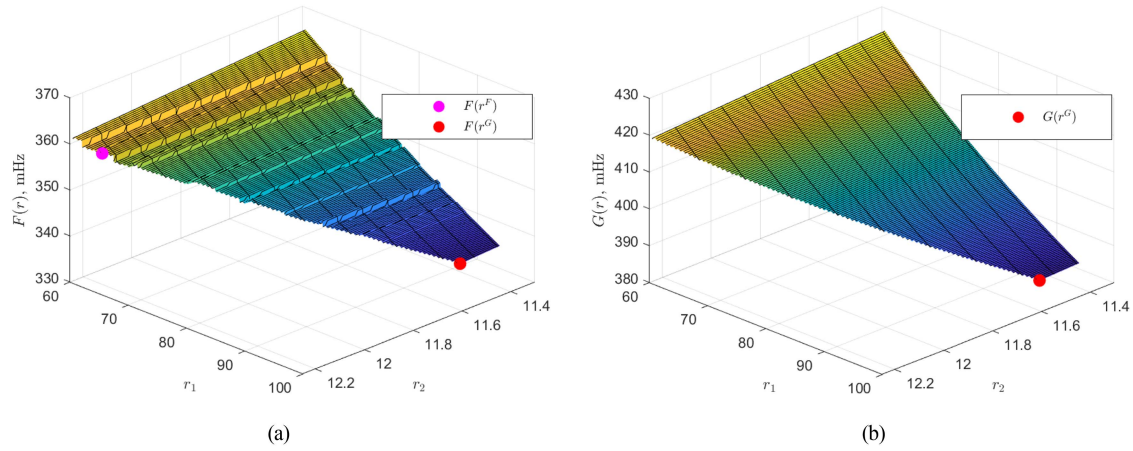 370
360
350
340
330
F(r), mHz
60
70
80
90
100
r₁
12.2
12
11.8
11.6
11.4
r₂
F(r^F)
F(r^G)
(a)
430
420
410
400
390
380
G(r), mHz
60
70
80
90
100
r₁
12.2
12
11.8
11.6
11.4
r₂
G(r^G)
(b)